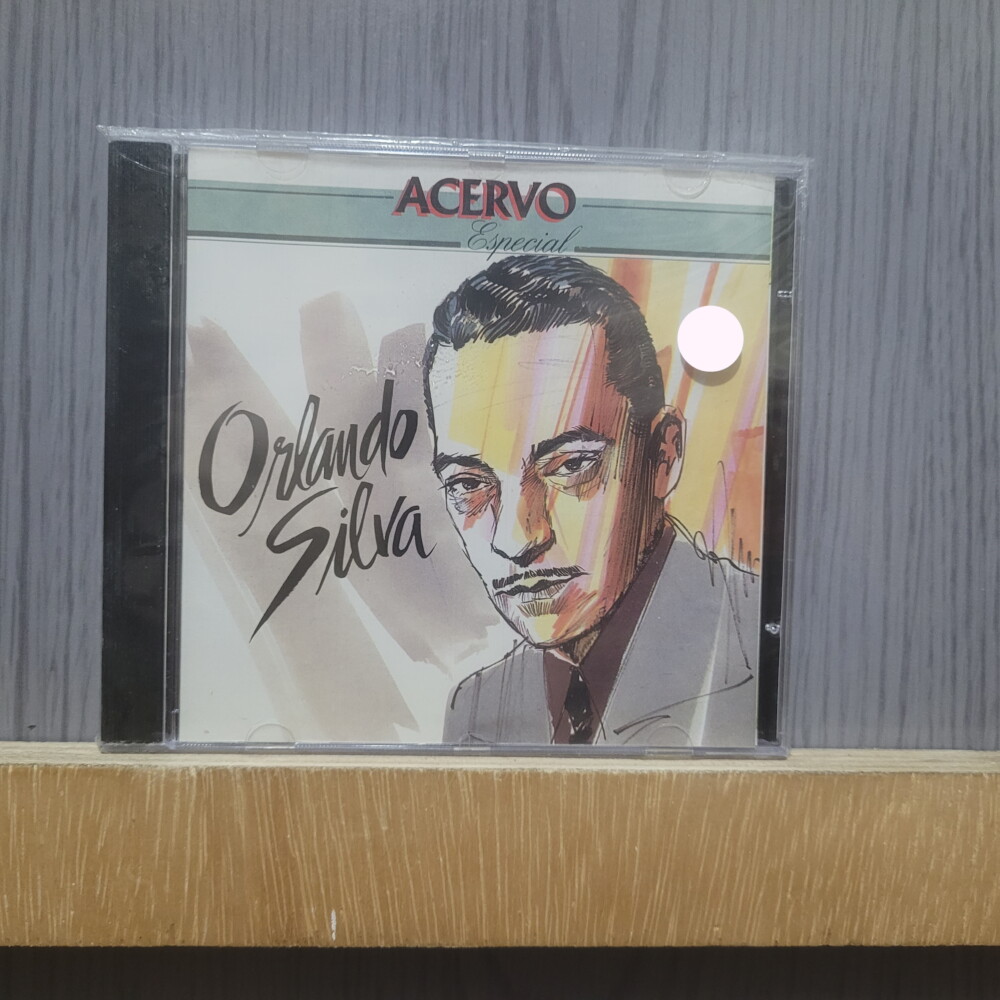 ACERVO
Especial
Orlando
Silva